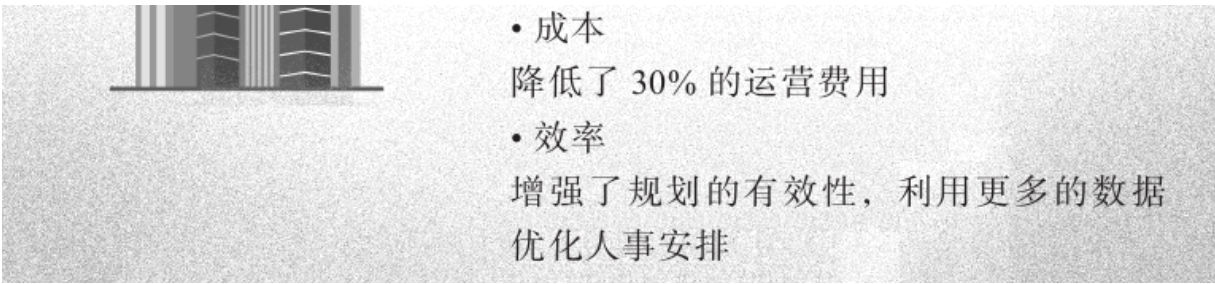 • 成本
降低了 30% 的运营费用
• 效率
增强了规划的有效性，利用更多的数据
优化人事安排